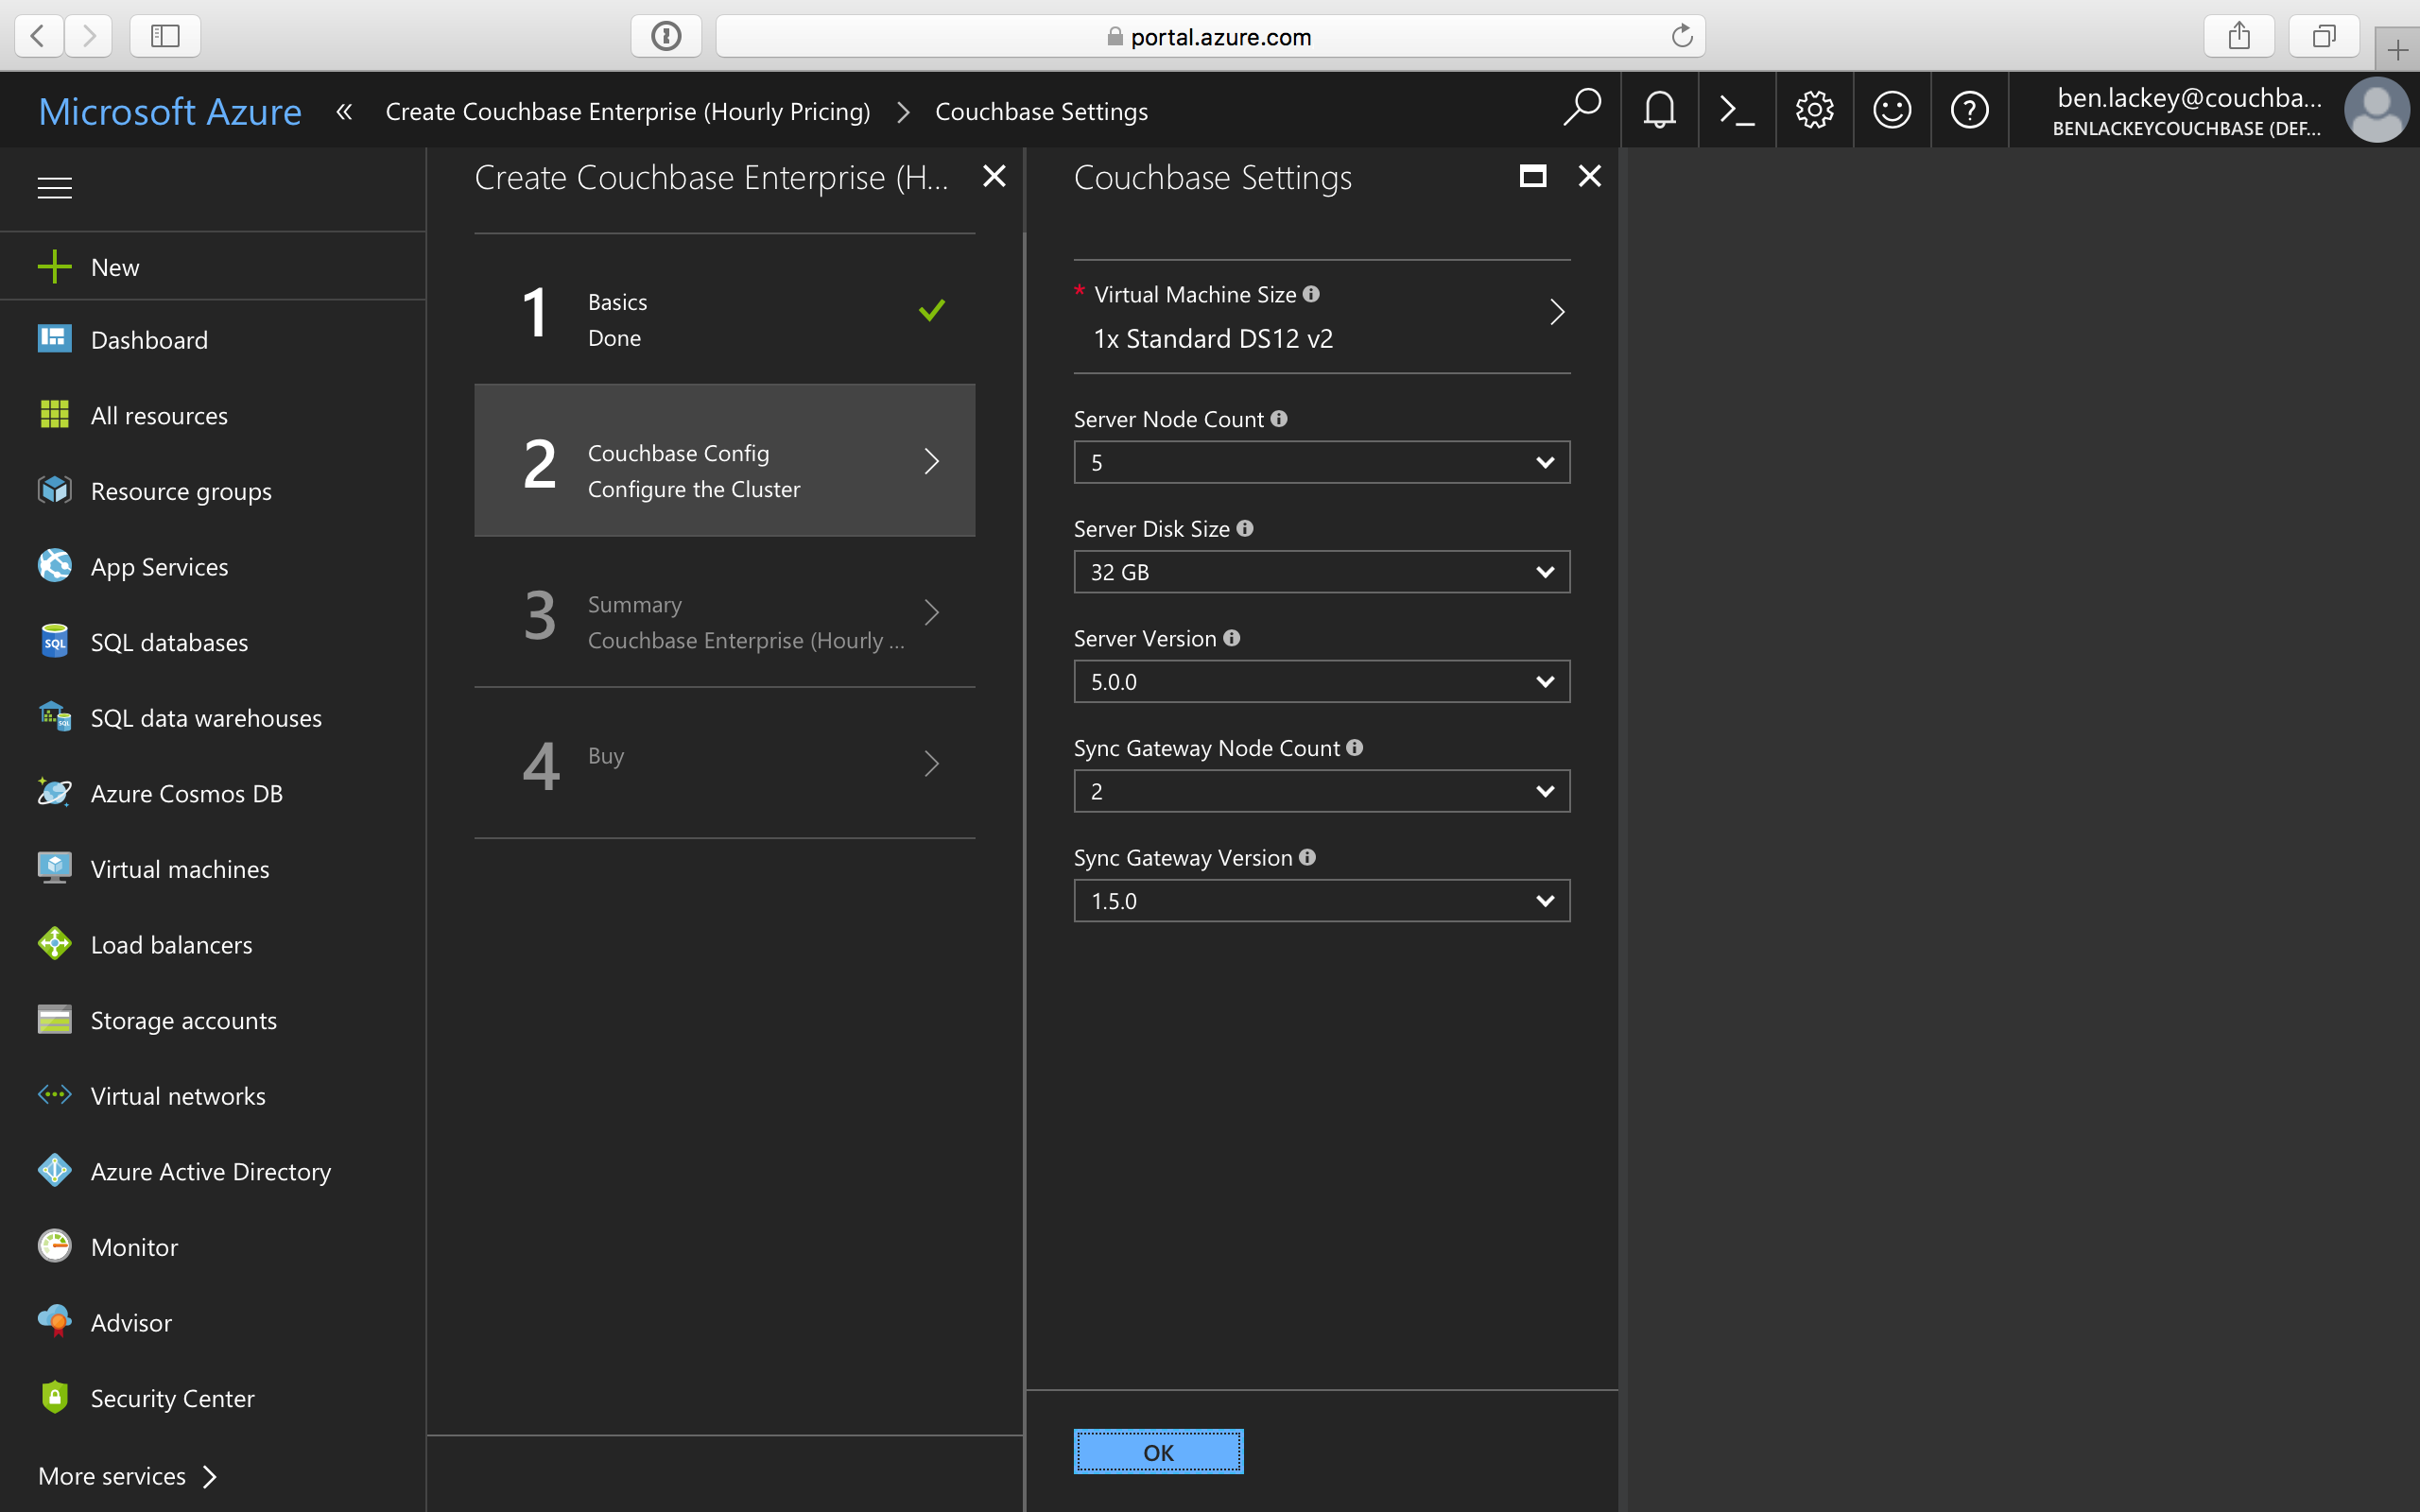 portal.azure.com
Microsoft Azure « Create Couchbase Enterprise (Hourly Pricing) > Couchbase Settings
ben.lackey@couchba...
BENLACKEYCOUCHBASE (DEF...
New
Dashboard
All resources
Resource groups
App Services
SQL databases
SQL data warehouses
Azure Cosmos DB
Virtual machines
Load balancers
Storage accounts
Virtual networks
Azure Active Directory
Monitor
Advisor
Security Center
More services >
Create Couchbase Enterprise (H...
1 Basics
Done
2 Couchbase Config
Configure the Cluster
3 Summary
Couchbase Enterprise (Hourly ...
4 Buy
Couchbase Settings
* Virtual Machine Size
1x Standard DS12 v2
Server Node Count
5
Server Disk Size
32 GB
Server Version
5.0.0
Sync Gateway Node Count
2
Sync Gateway Version
1.5.0
OK